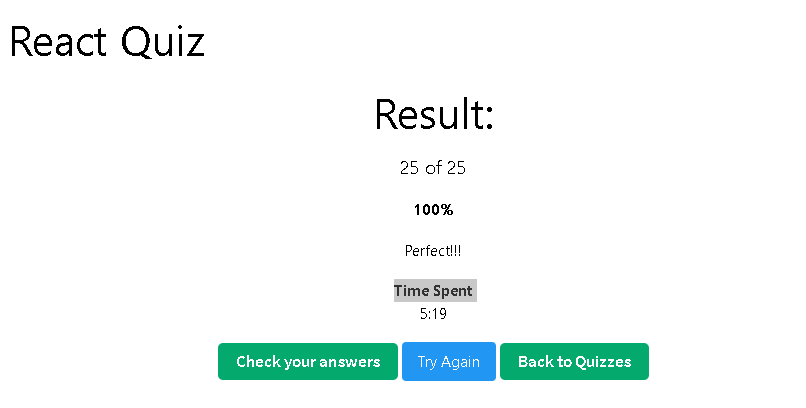 React Quiz
Result:
25 of 25
100%
Perfect!!!
Time Spent
5:19
Check your answers Try Again Back to Quizzes